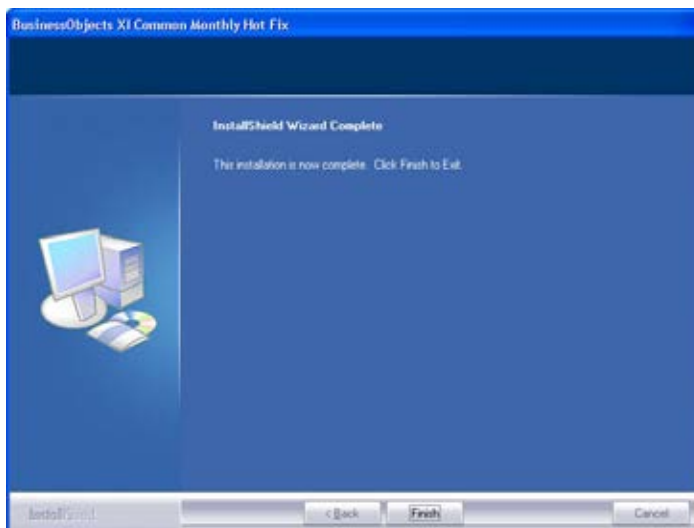 BusinessObjects XI Common Monthly Hot Fix
InstallShield Wizard Complete
This installation is now complete. Click Finish to Exit.
InstallShield
< Back
Finish
Cancel